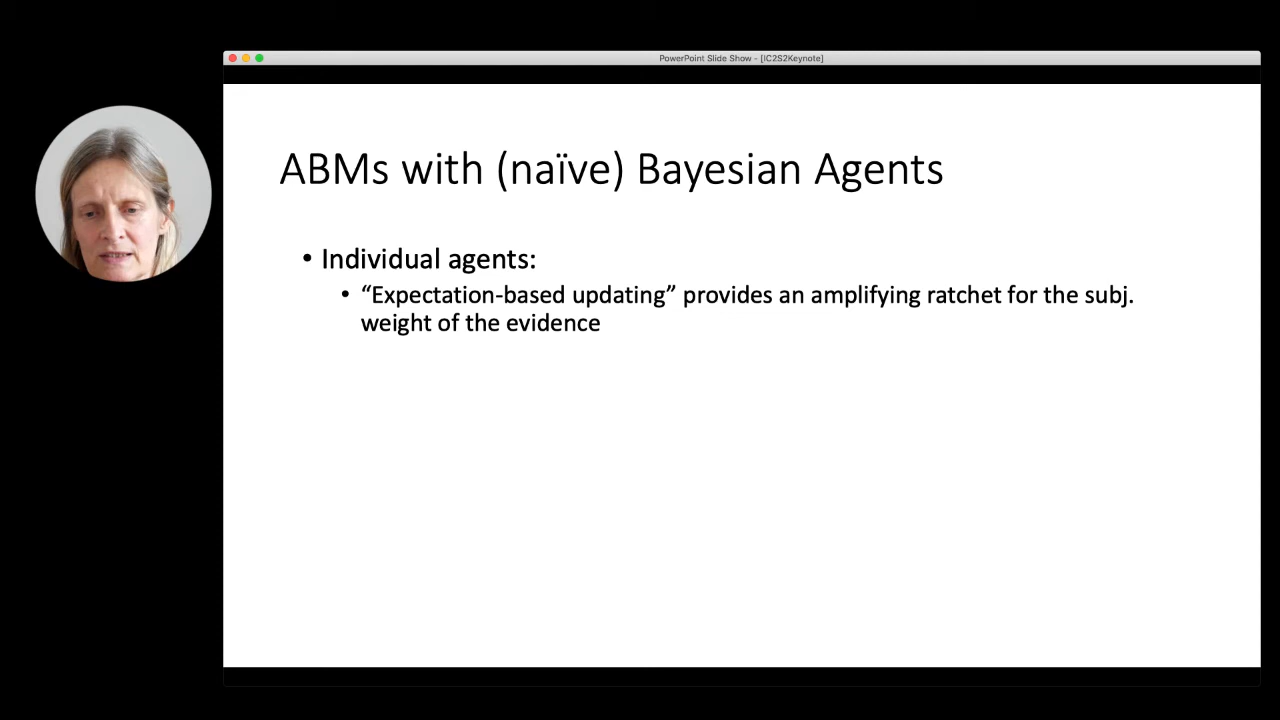 PowerPoint Slide Show - [IC2S2Keynote]
ABMs with (naïve) Bayesian Agents
• Individual agents:
• “Expectation-based updating” provides an amplifying ratchet for the subj.
weight of the evidence